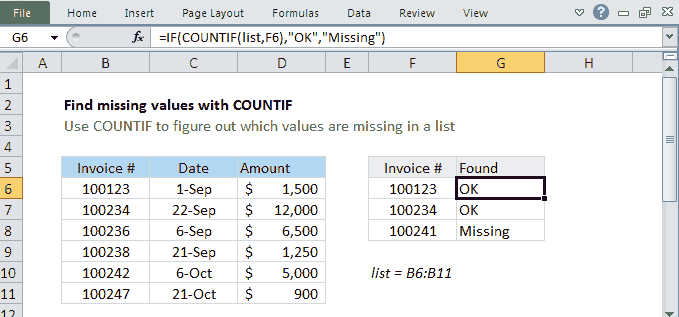 File Home Insert Page Layout Formulas Data Review View
G6 fx =IF(COUNTIF(list,F6),"OK","Missing")
A B C D E F G H
1
2 Find missing values with COUNTIF
3 Use COUNTIF to figure out which values are missing in a list
4
5 Invoice # Date Amount Invoice # Found
6 100123 1-Sep $ 1,500 100123 OK
7 100234 22-Sep $ 12,000 100234 OK
8 100236 6-Sep $ 6,500 100241 Missing
9 100238 21-Sep $ 1,250
10 100242 6-Oct $ 5,000 list = B6:B11
11 100247 21-Oct $ 900
12